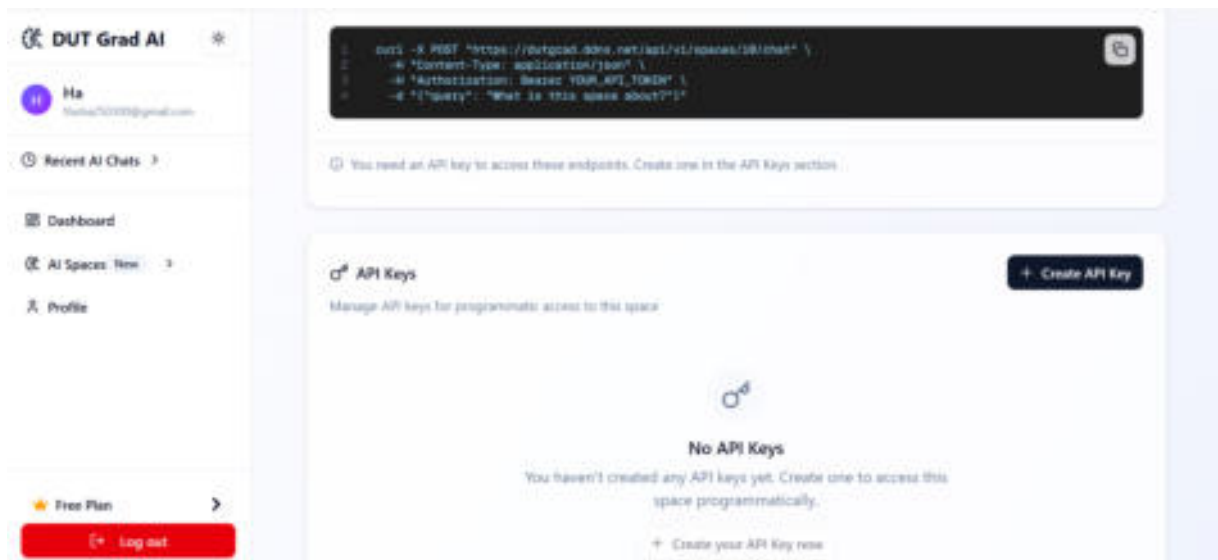 DUT Grad AI
H
Ha
Recent AI Chats
Dashboard
AI Spaces New
Profile
Free Plan
Log out
1 curl -X POST "https://dutgrad.ddns.net/api/v1/spaces/10/chat" \
2 -H "Content-Type: application/json" \
3 -H "Authorization: Bearer YOUR_API_TOKEN" \
4 -d "{"query": "What is this space about?"}"
You need an API key to access these endpoints. Create one in the API Keys section
API Keys
+ Create API Key
Manage API keys for programmatic access to this space
No API Keys
You haven't created any API keys yet. Create one to access this
space programmatically.
+ Create your API Key now